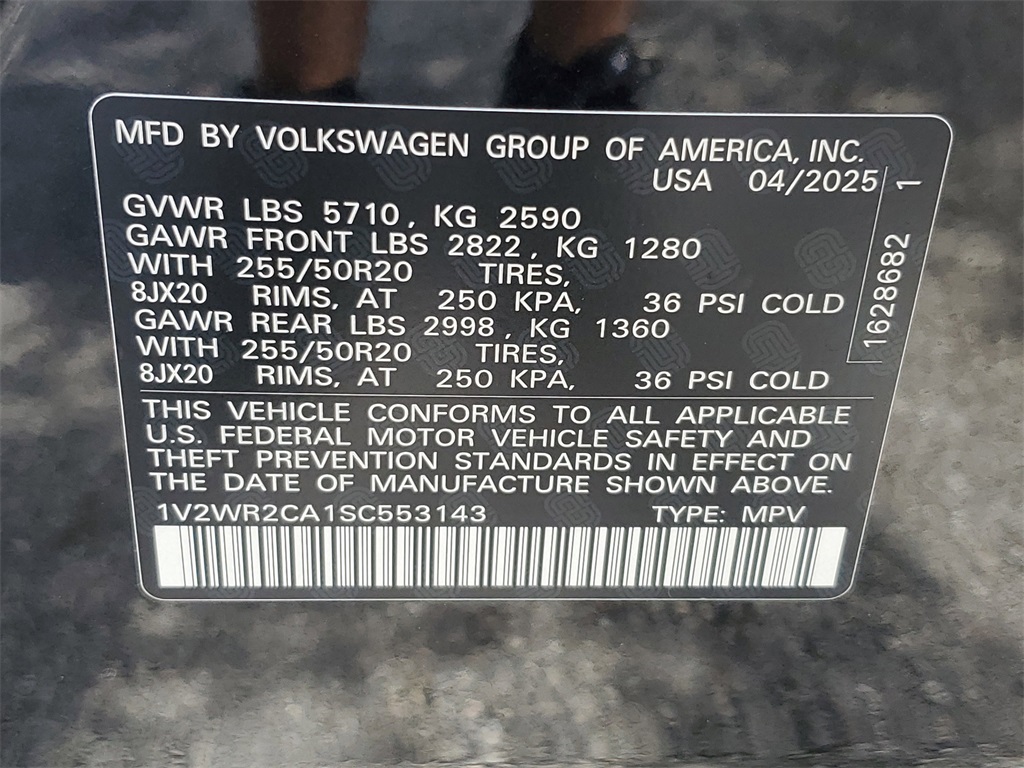 MFD BY VOLKSWAGEN GROUP OF AMERICA, INC.
USA 04/2025
GVWR LBS 5710, KG 2590
GAWR FRONT LBS 2822, KG 1280
WITH 255/50R20 TIRES,
8JX20 RIMS, AT 250 KPA, 36 PSI COLD
GAWR REAR LBS 2998, KG 1360
WITH 255/50R20 TIRES,
8JX20 RIMS, AT 250 KPA, 36 PSI COLD
1628682 1
THIS VEHICLE CONFORMS TO ALL APPLICABLE
U.S. FEDERAL MOTOR VEHICLE SAFETY AND
THEFT PREVENTION STANDARDS IN EFFECT ON
THE DATE OF MANUFACTURE SHOWN ABOVE.
1V2WR2CA1SC553143 TYPE: MPV